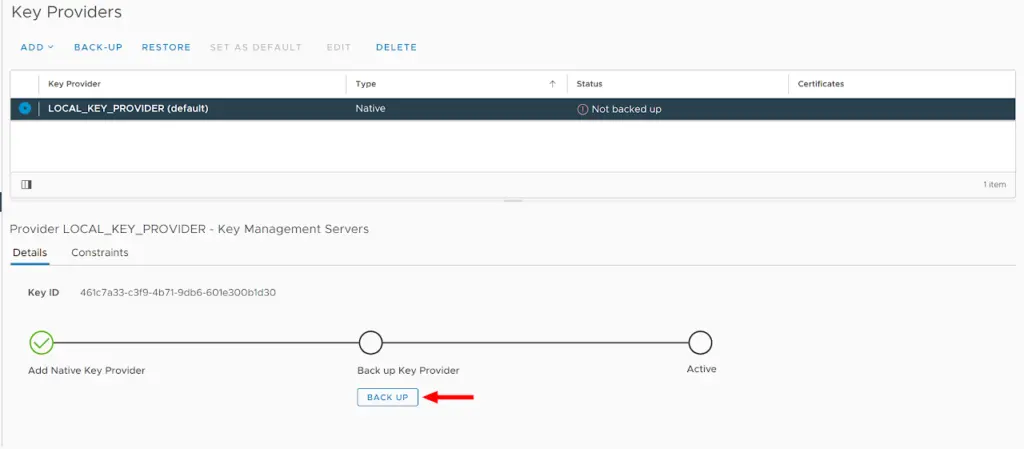 Key Providers
ADD BACK-UP RESTORE SET AS DEFAULT EDIT DELETE
Key Provider Type Status Certificates
LOCAL_KEY_PROVIDER (default) Native Not backed up
1 item
Provider LOCAL_KEY_PROVIDER - Key Management Servers
Details Constraints
Key ID 461c7a33-c3f9-4b71-9db6-601e300b1d30
Add Native Key Provider Back up Key Provider Active
BACK UP